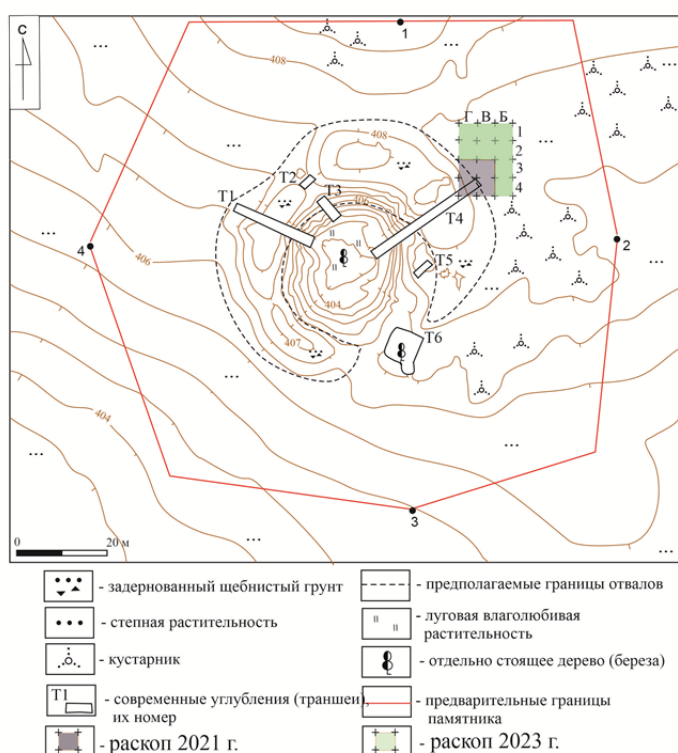 С
1
408
Г В Б
1
2
3
4
408
Т2
Т3
Т1
406
Т4
4
2
Т5
406
404
Т6
407
404
3
0 20 м
- задернованный щебнистый грунт
- степная растительность
- кустарник
Т1 - современные углубления (траншеи), их номер
- раскоп 2021 г.
- предполагаемые границы отвалов
- луговая влаголюбивая растительность
- отдельно стоящее дерево (береза)
- предварительные границы памятника
- раскоп 2023 г.